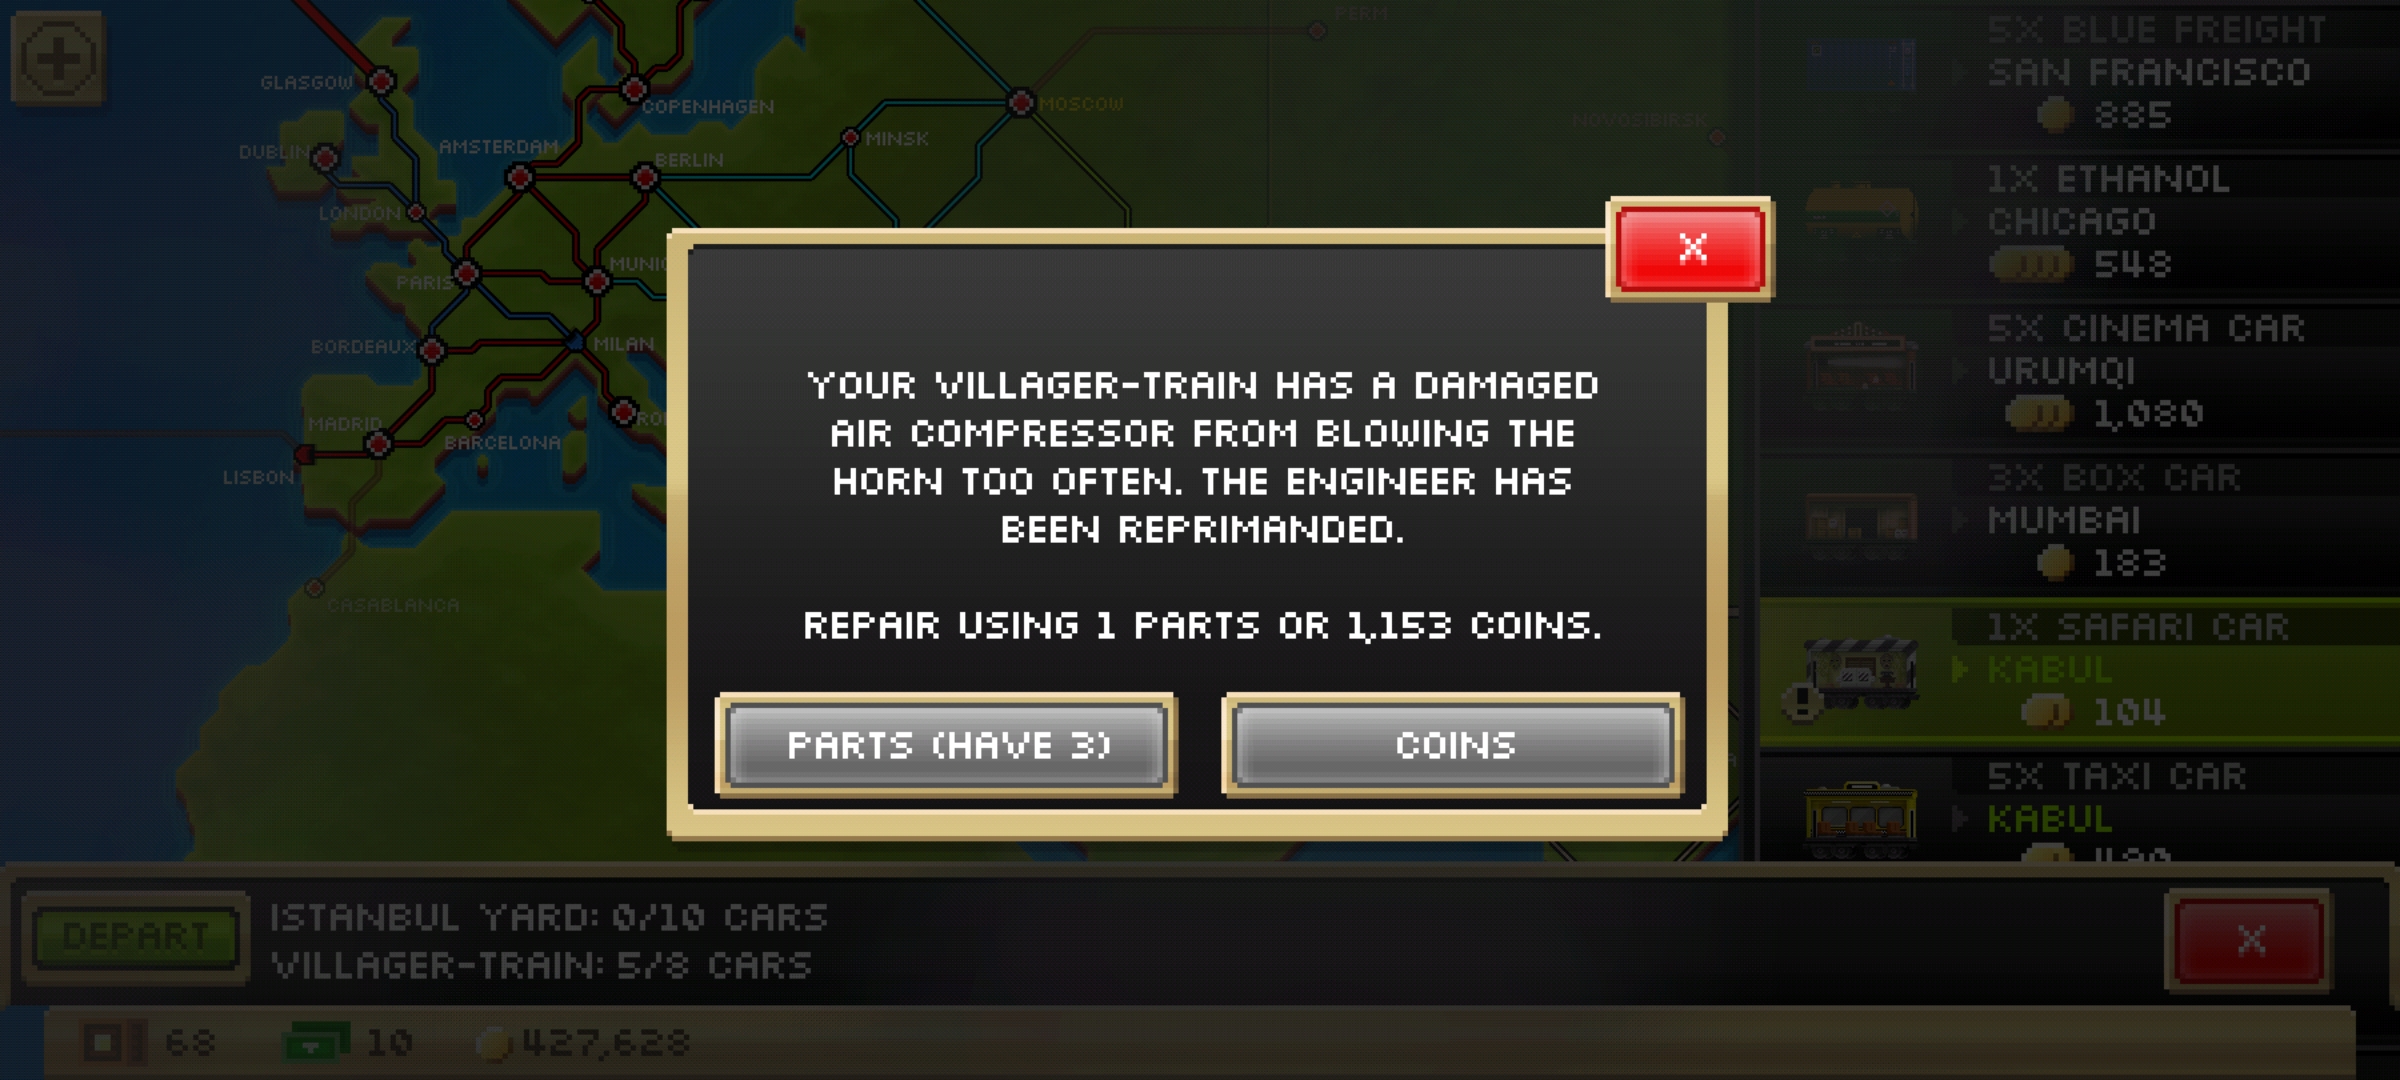 PERM
GLASGOW
COPENHAGEN
MOSCOW
NOVOSIBIRSK
DUBLIN
AMSTERDAM
BERLIN
MINSK
LONDON
PARIS
MUNIC
BORDEAUX
MILAN
MADRID
BARCELONA
RO
LISBON
CASABLANCA
5X BLUE FREIGHT
SAN FRANCISCO
885
1X ETHANOL
CHICAGO
548
5X CINEMA CAR
URUMQI
1,080
3X BOX CAR
MUMBAI
183
1X SAFARI CAR
KABUL
104
5X TAXI CAR
KABUL
X
YOUR VILLAGER-TRAIN HAS A DAMAGED
AIR COMPRESSOR FROM BLOWING THE
HORN TOO OFTEN. THE ENGINEER HAS
BEEN REPRIMANDED.
REPAIR USING 1 PARTS OR 1,153 COINS.
PARTS (HAVE 3)
COINS
DEPART
ISTANBUL YARD: 0/10 CARS
VILLAGER-TRAIN: 5/8 CARS
X
68
10
427,628